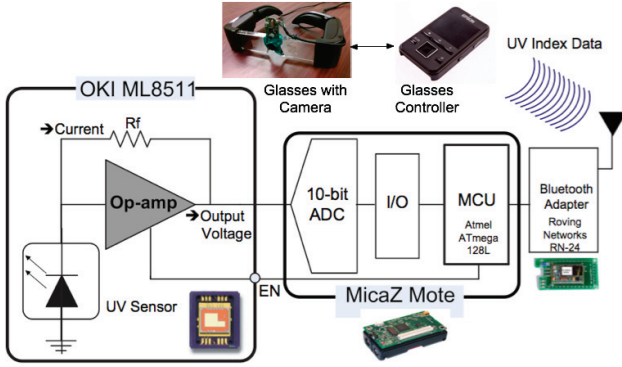 Glasses with
Camera
Glasses
Controller
UV Index Data
OKI ML8511
➔Current
Rf
Op-amp
➔Output
Voltage
UV Sensor
EN
10-bit
ADC
I/O
MCU
Atmel
ATmega
128L
MicaZ Mote
Bluetooth
Adapter
Roving
Networks
RN-24